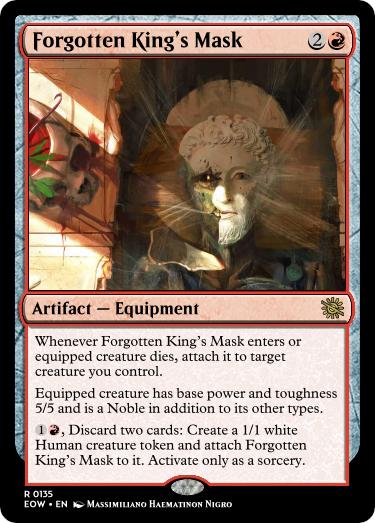 Forgotten King's Mask 2
Artifact — Equipment
Whenever Forgotten King's Mask enters or
equipped creature dies, attach it to target
creature you control.
Equipped creature has base power and toughness
5/5 and is a Noble in addition to its other types.
1, Discard two cards: Create a 1/1 white
Human creature token and attach Forgotten
King's Mask to it. Activate only as a sorcery.
R 0135
EOW • EN Massimiliano Haematinon Nigro